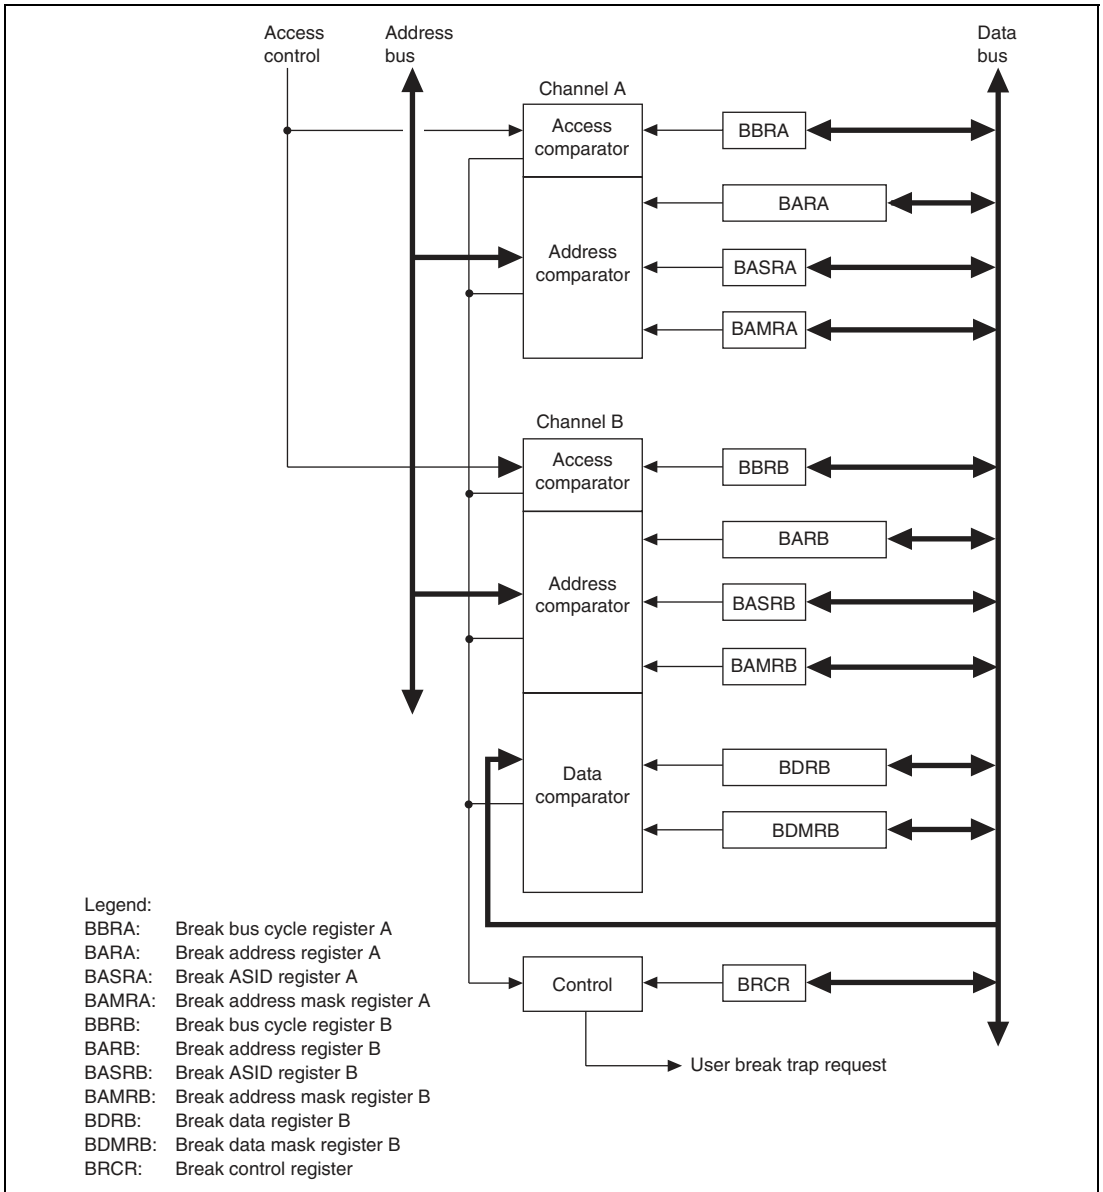 Access
control
Address
bus
Data
bus
Channel A
Access
comparator
BBRA
BARA
Address
comparator
BASRA
BAMRA
Channel B
Access
comparator
BBRB
BARB
Address
comparator
BASRB
BAMRB
BDRB
Data
comparator
BDMRB
Control
BRCR
User break trap request
Legend:
BBRA: Break bus cycle register A
BARA: Break address register A
BASRA: Break ASID register A
BAMRA: Break address mask register A
BBRB: Break bus cycle register B
BARB: Break address register B
BASRB: Break ASID register B
BAMRB: Break address mask register B
BDRB: Break data register B
BDMRB: Break data mask register B
BRCR: Break control register